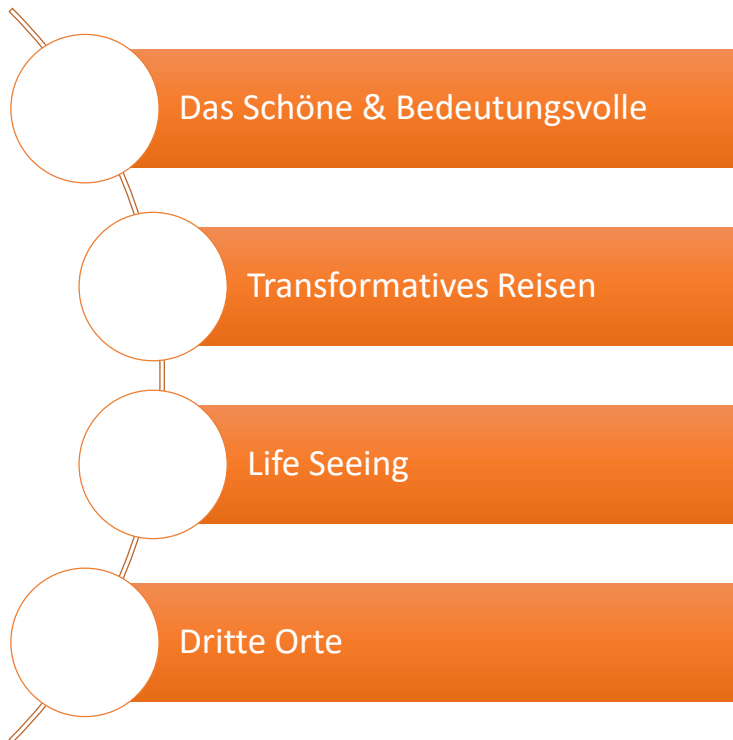 Das Schöne & Bedeutungsvolle
Transformatives Reisen
Life Seeing
Dritte Orte